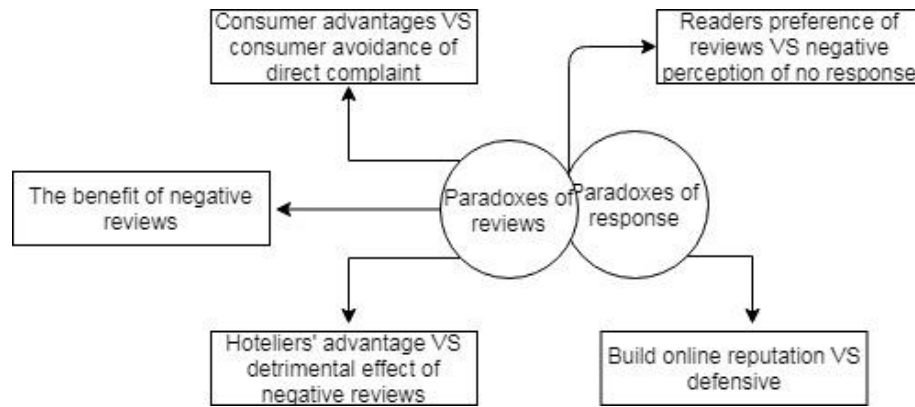 Consumer advantages VS
consumer avoidance of
direct complaint
Readers preference of
reviews VS negative
perception of no response
The benefit of negative
reviews
Paradoxes of
reviews
Paradoxes of
response
Hoteliers' advantage VS
detrimental effect of
negative reviews
Build online reputation VS
defensive